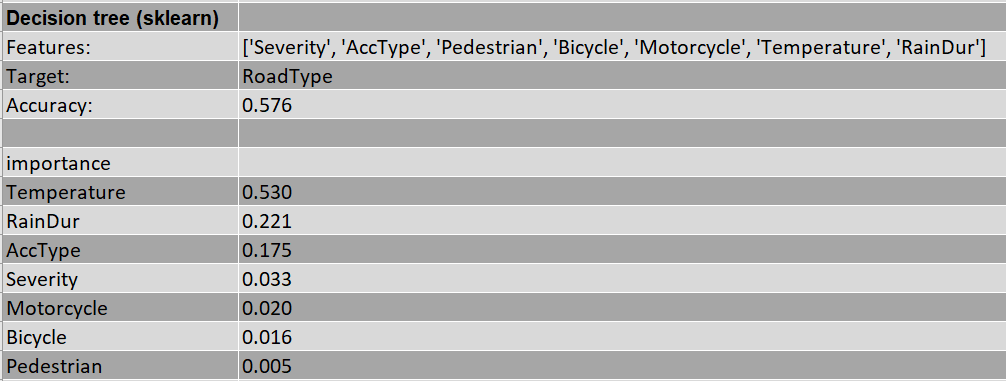 Decision tree (sklearn)
Features: ['Severity', 'AccType', 'Pedestrian', 'Bicycle', 'Motorcycle', 'Temperature', 'RainDur']
Target: RoadType
Accuracy: 0.576
importance
Temperature 0.530
RainDur 0.221
AccType 0.175
Severity 0.033
Motorcycle 0.020
Bicycle 0.016
Pedestrian 0.005